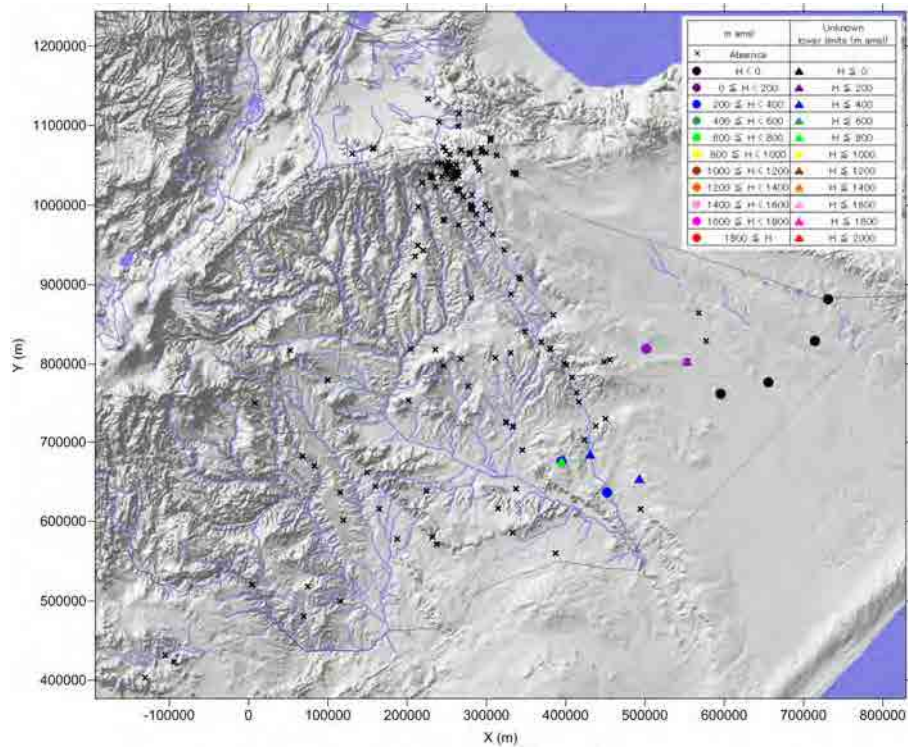 m amsl
Unknown
lower limits (m amsl)
× Absence
H < 0
H ≦ 0
0 ≦ H < 200
H ≦ 200
200 ≦ H < 400
H ≦ 400
400 ≦ H < 600
H ≦ 600
600 ≦ H < 800
H ≦ 800
800 ≦ H < 1000
H ≦ 1000
1000 ≦ H < 1200
H ≦ 1200
1200 ≦ H < 1400
H ≦ 1400
1400 ≦ H < 1600
H ≦ 1600
1600 ≦ H < 1800
H ≦ 1800
1800 ≦ H
H ≦ 2000
1200000
1100000
1000000
900000
800000
700000
600000
500000
400000
Y (m)
-100000 0 100000 200000 300000 400000 500000 600000 700000 800000
X (m)